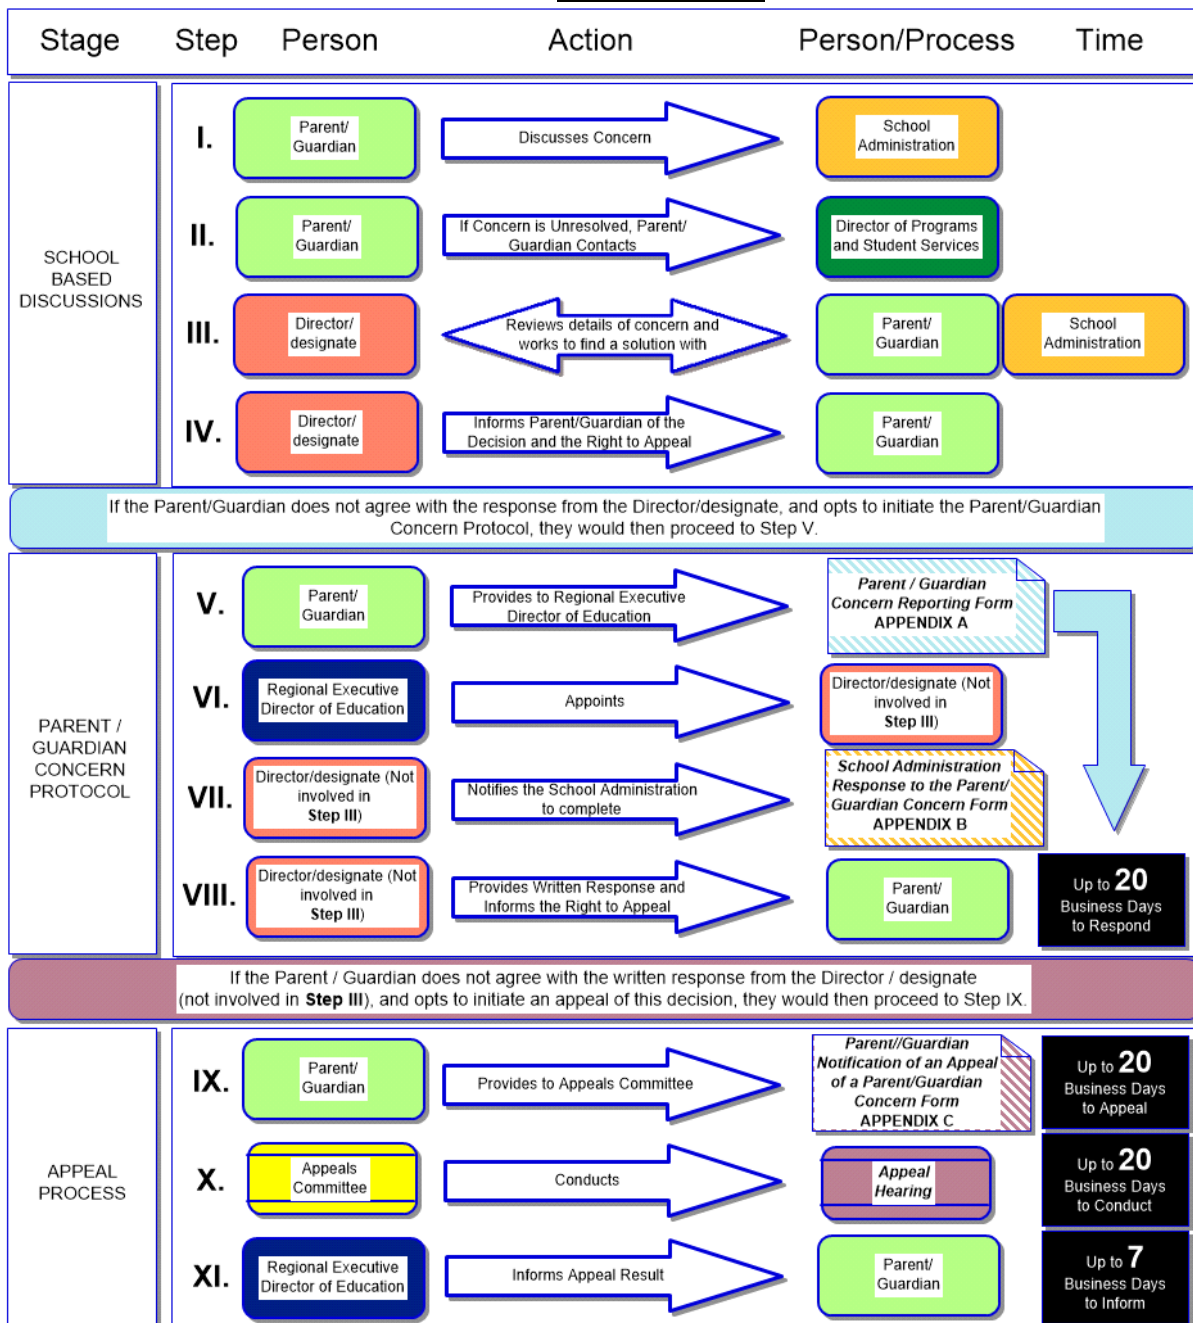 Stage Step Person Action Person/Process Time
SCHOOL
BASED
DISCUSSIONS
I.
Parent/
Guardian
Discusses Concern
School
Administration
II.
Parent/
Guardian
If Concern is Unresolved, Parent/
Guardian Contacts
Director of Programs
and Student Services
III.
Director/
designate
Reviews details of concern and
works to find a solution with
Parent/
Guardian
School
Administration
IV.
Director/
designate
Informs Parent/Guardian of the
Decision and the Right to Appeal
Parent/
Guardian
If the Parent/Guardian does not agree with the response from the Director/designate, and opts to initiate the Parent/Guardian
Concern Protocol, they would then proceed to Step V.
PARENT /
GUARDIAN
CONCERN
PROTOCOL
V.
Parent/
Guardian
Provides to Regional Executive
Director of Education
Parent / Guardian
Concern Reporting Form
APPENDIX A
VI.
Regional Executive
Director of Education
Appoints
Director/designate (Not
involved in
Step III)
VII.
Director/designate (Not
involved in
Step III)
Notifies the School Administration
to complete
School Administration
Response to the Parent/
Guardian Concern Form
APPENDIX B
VIII.
Director/designate (Not
involved in
Step III)
Provides Written Response and
Informs the Right to Appeal
Parent/
Guardian
Up to 20
Business Days
to Respond
If the Parent / Guardian does not agree with the written response from the Director / designate
(not involved in Step III), and opts to initiate an appeal of this decision, they would then proceed to Step IX.
APPEAL
PROCESS
IX.
Parent/
Guardian
Provides to Appeals Committee
Parent//Guardian
Notification of an Appeal
of a Parent/Guardian
Concern Form
APPENDIX C
Up to 20
Business Days
to Appeal
X.
Appeals
Committee
Conducts
Appeal
Hearing
Up to 20
Business Days
to Conduct
XI.
Regional Executive
Director of Education
Informs Appeal Result
Parent/
Guardian
Up to 7
Business Days
to Inform